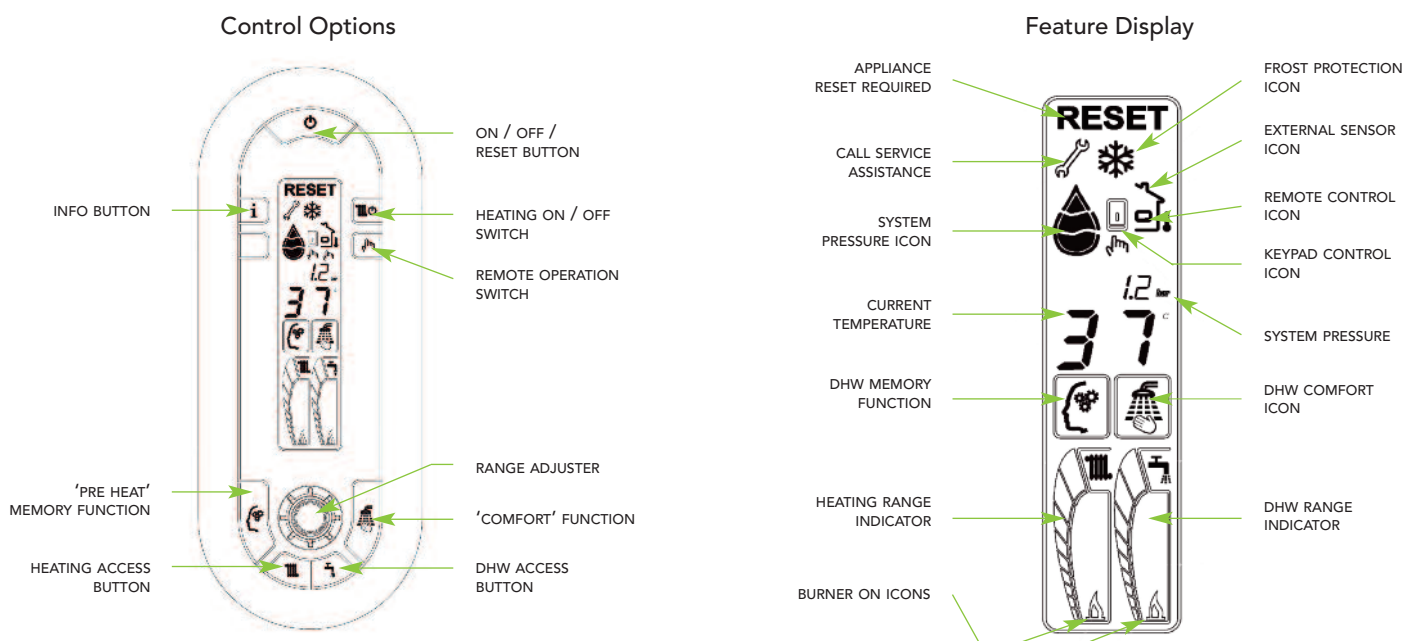 Control Options
ON / OFF /
RESET BUTTON
INFO BUTTON
HEATING ON / OFF
SWITCH
REMOTE OPERATION
SWITCH
RANGE ADJUSTER
'PRE HEAT'
MEMORY FUNCTION
'COMFORT' FUNCTION
HEATING ACCESS
BUTTON
DHW ACCESS
BUTTON
i
RESET
1.2
37
Feature Display
APPLIANCE
RESET REQUIRED
FROST PROTECTION
ICON
CALL SERVICE
ASSISTANCE
EXTERNAL SENSOR
ICON
SYSTEM
PRESSURE ICON
REMOTE CONTROL
ICON
KEYPAD CONTROL
ICON
CURRENT
TEMPERATURE
SYSTEM PRESSURE
DHW MEMORY
FUNCTION
DHW COMFORT
ICON
HEATING RANGE
INDICATOR
DHW RANGE
INDICATOR
BURNER ON ICONS
RESET
1.2 bar
37 c